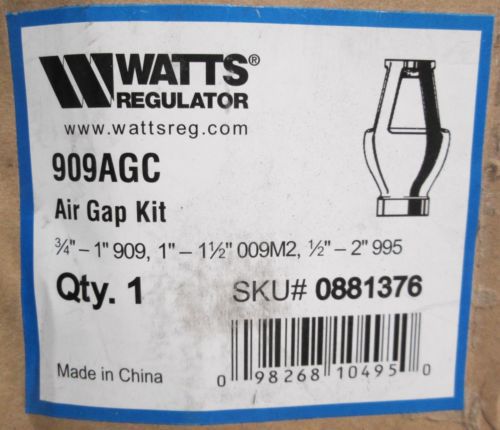 WATTS®
REGULATOR
www.wattsreg.com
909AGC
Air Gap Kit
¾" – 1" 909, 1" – 1½" 009M2, ½" – 2" 995
Qty. 1 SKU# 0881376
Made in China
0 98268 10495 0